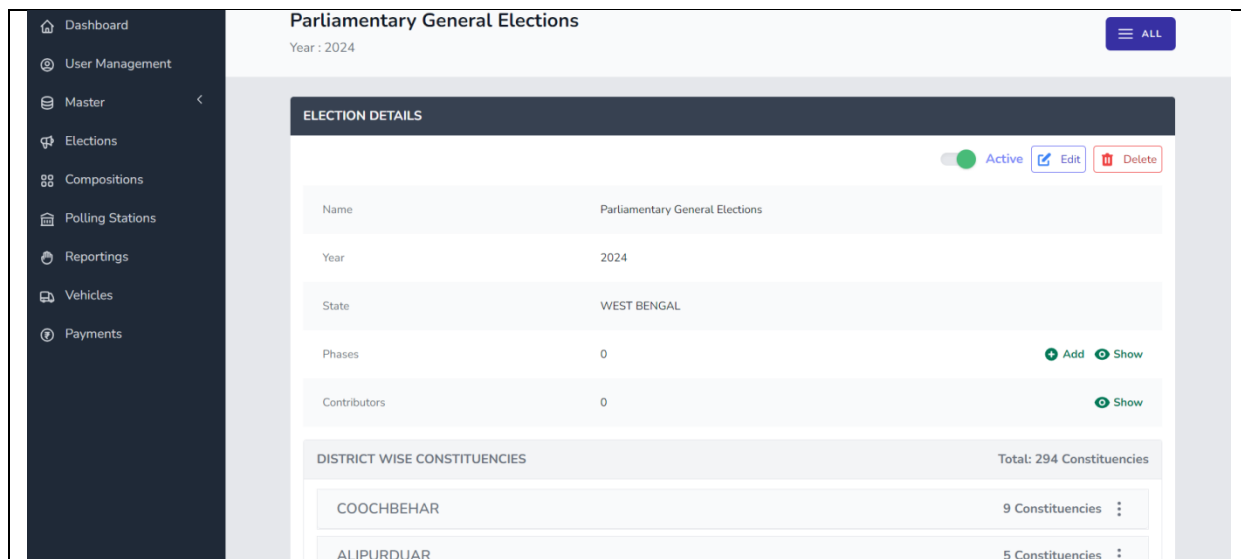 Dashboard
User Management
Master
Elections
Compositions
Polling Stations
Reportings
Vehicles
Payments
Parliamentary General Elections
Year : 2024
ALL
ELECTION DETAILS
Active Edit Delete
Name Parliamentary General Elections
Year 2024
State WEST BENGAL
Phases 0 Add Show
Contributors 0 Show
DISTRICT WISE CONSTITUENCIES Total: 294 Constituencies
COOCHBEHAR 9 Constituencies
ALIPURDUAR 5 Constituencies